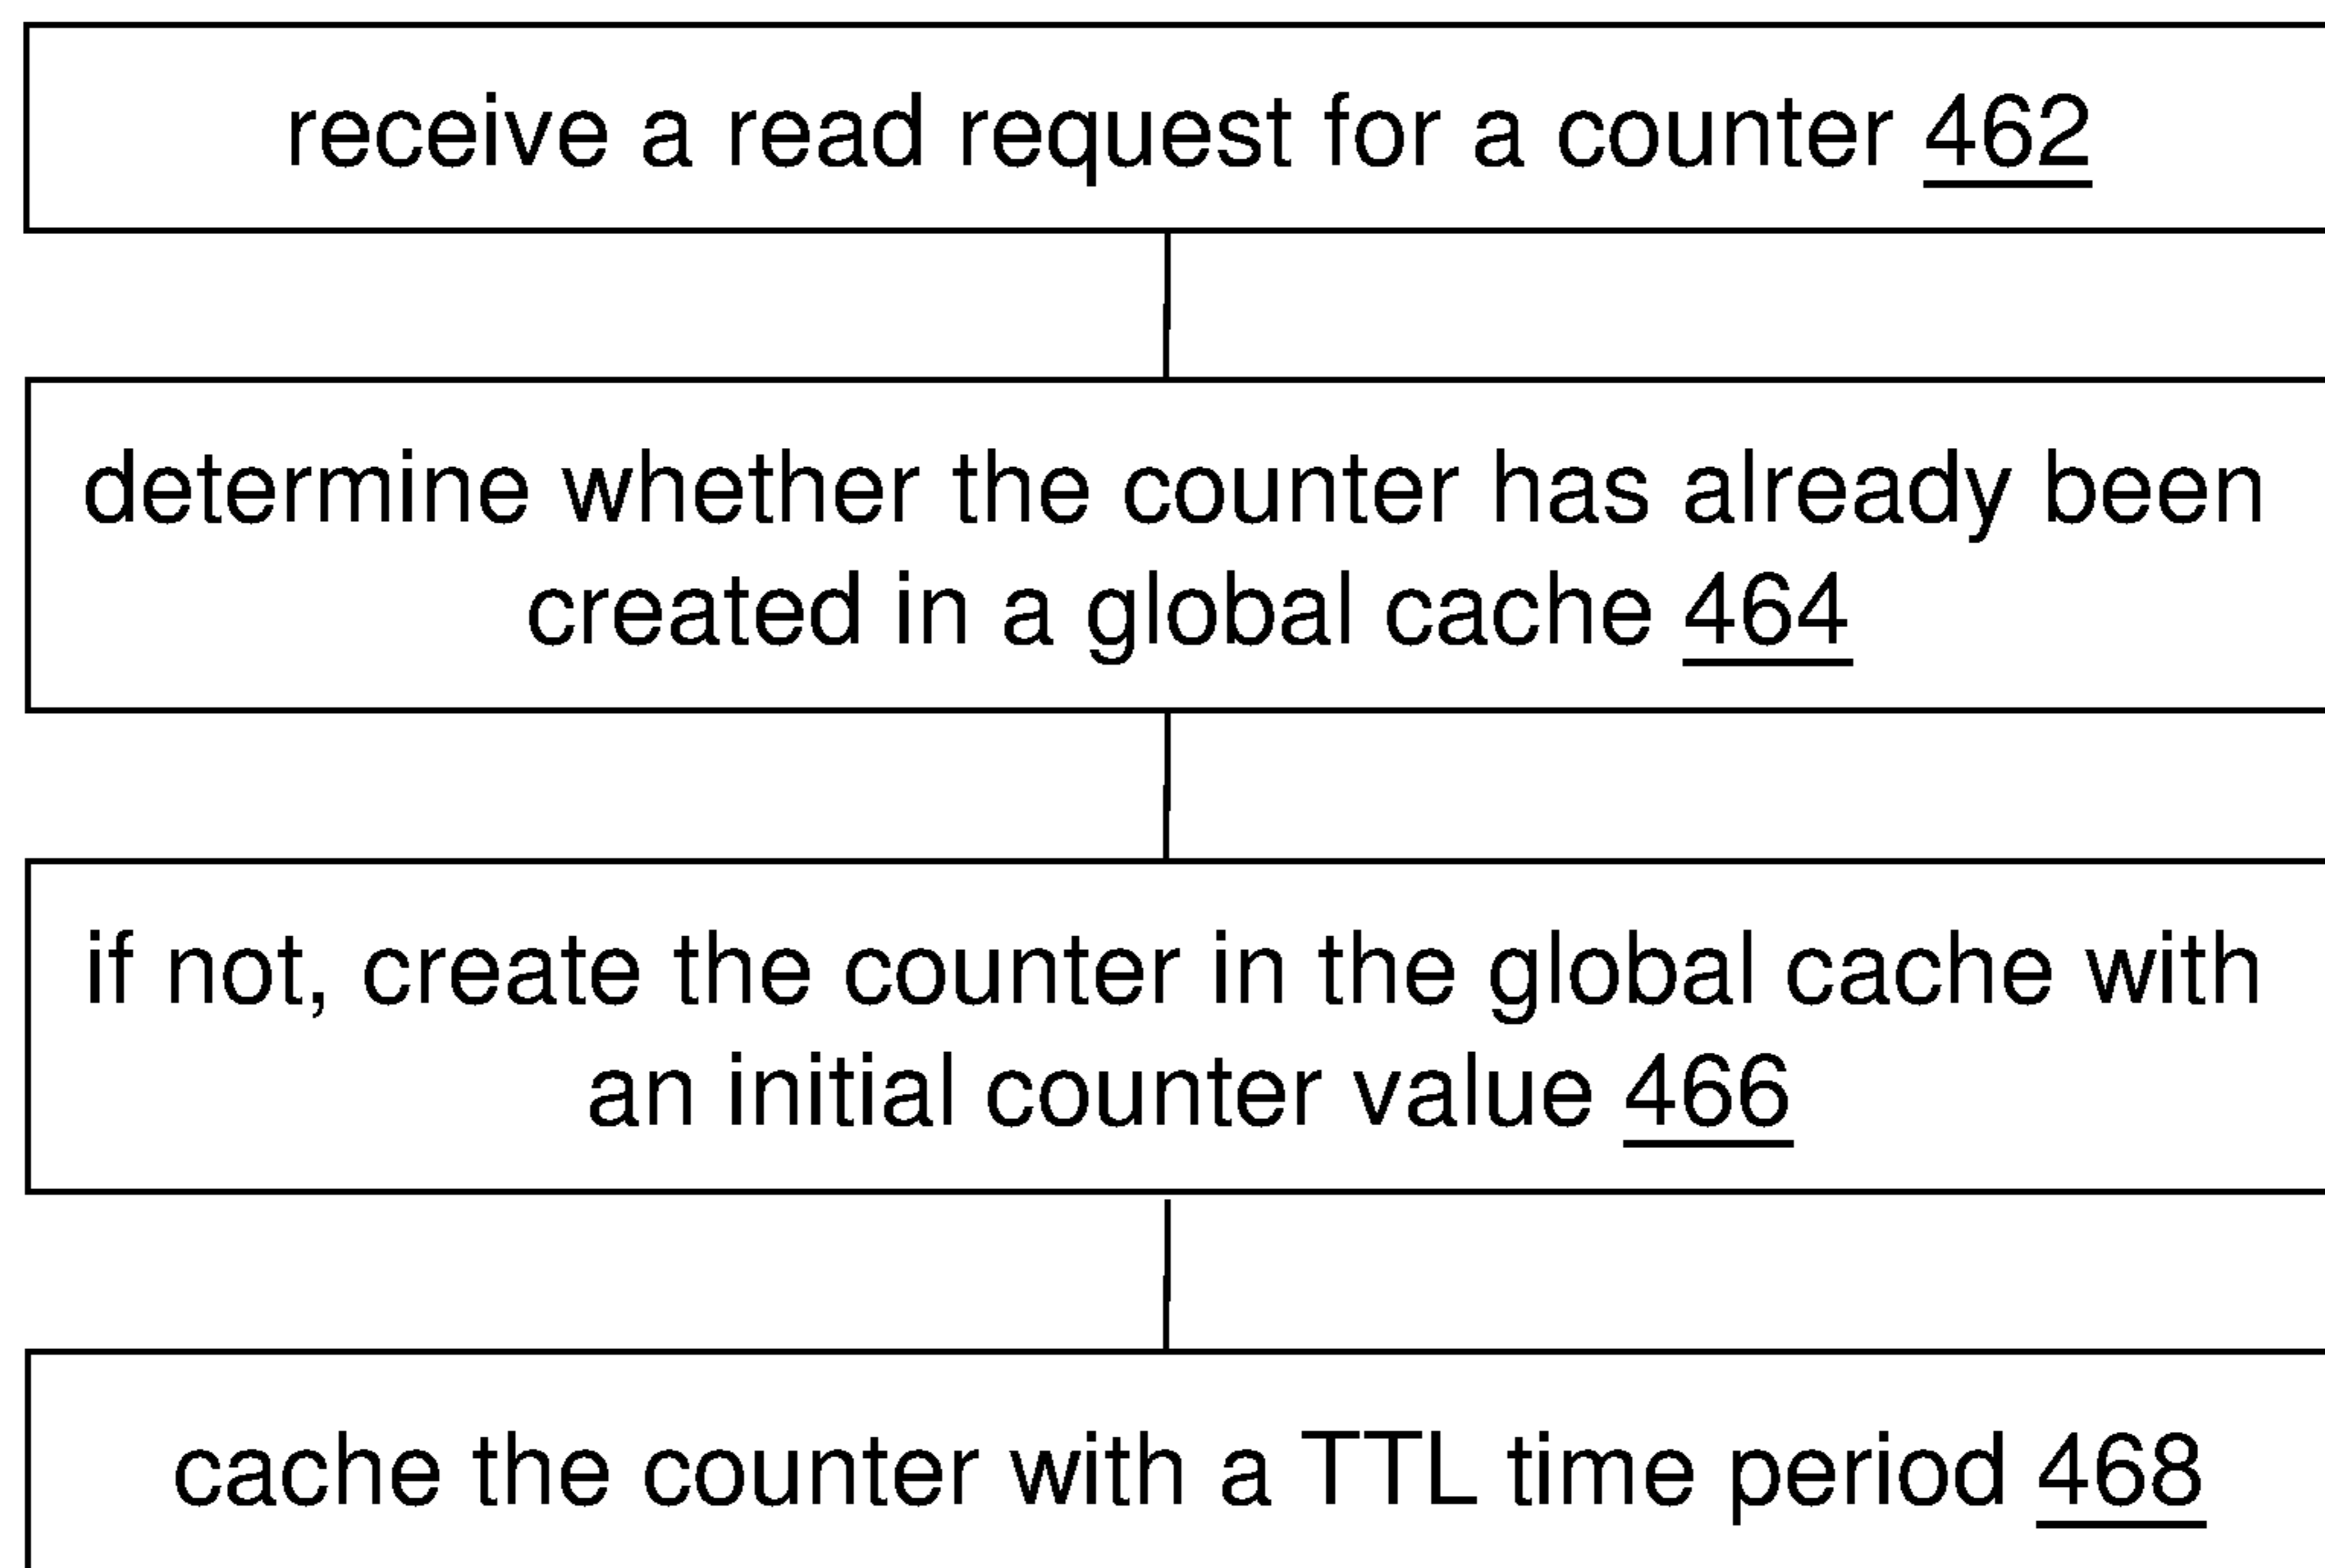 receive a read request for a counter 462
determine whether the counter has already been
created in a global cache 464
if not, create the counter in the global cache with
an initial counter value 466
cache the counter with a TTL time period 468